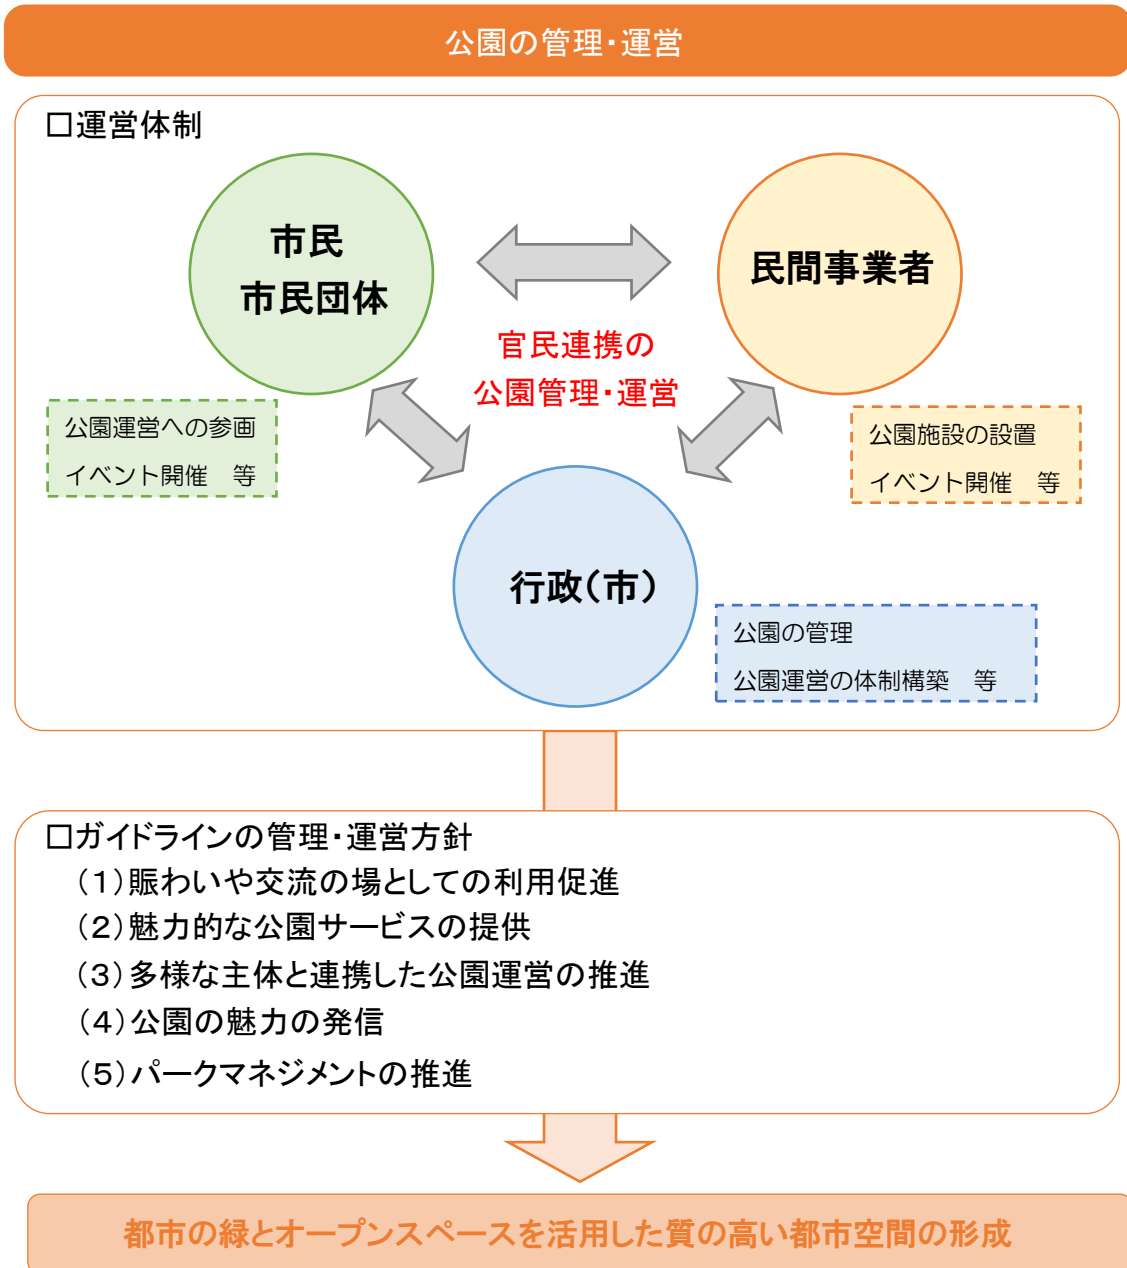 公園の管理・運営
□運営体制
市民
市民団体
民間事業者
官民連携の
公園管理・運営
公園運営への参画
イベント開催　等
公園施設の設置
イベント開催　等
行政（市）
公園の管理
公園運営の体制構築　等
□ガイドラインの管理・運営方針
（１）賑わいや交流の場としての利用促進
（２）魅力的な公園サービスの提供
（３）多様な主体と連携した公園運営の推進
（４）公園の魅力の発信
（５）パークマネジメントの推進
都市の緑とオープンスペースを活用した質の高い都市空間の形成